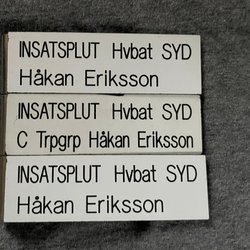 INSATSPLUT Hvbat SYD
Håkan Eriksson
INSATSPLUT Hvbat SYD
C Trpgrp Håkan Eriksson
INSATSPLUT Hvbat SYD
Håkan Eriksson